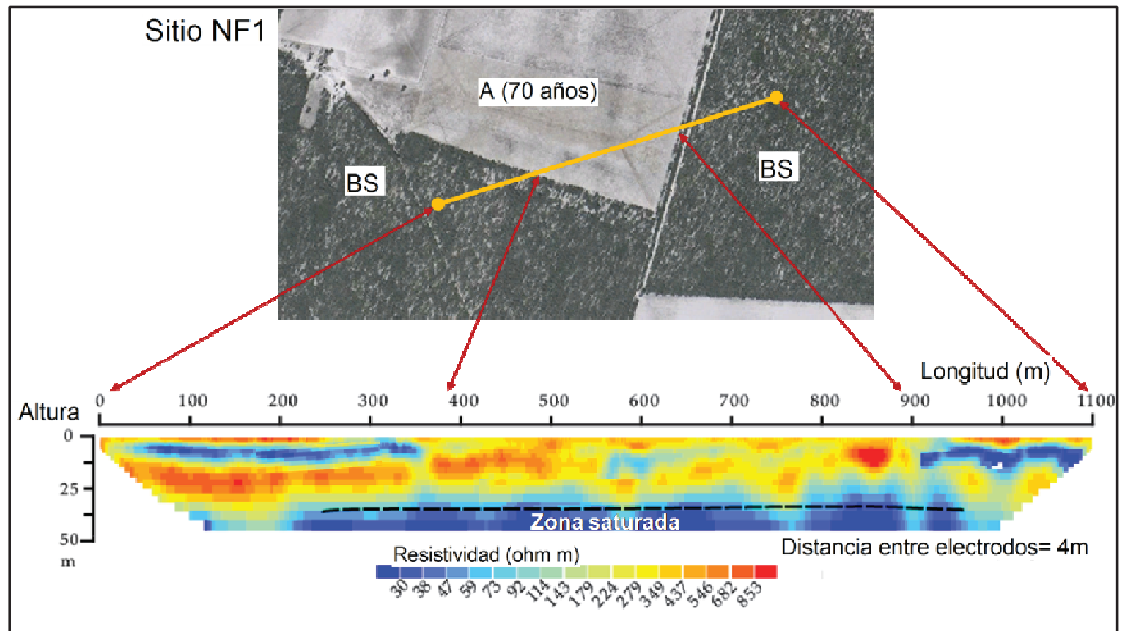 Sitio NF1
A (70 años)
BS
BS
Longitud (m)
Altura
0 100 200 300 400 500 600 700 800 900 1000 1100
0
25
50
m
Zona saturada
Resistividad (ohm m)
Distancia entre electrodos= 4m
30 38 47 59 73 92 114 143 179 224 279 349 437 546 682 853